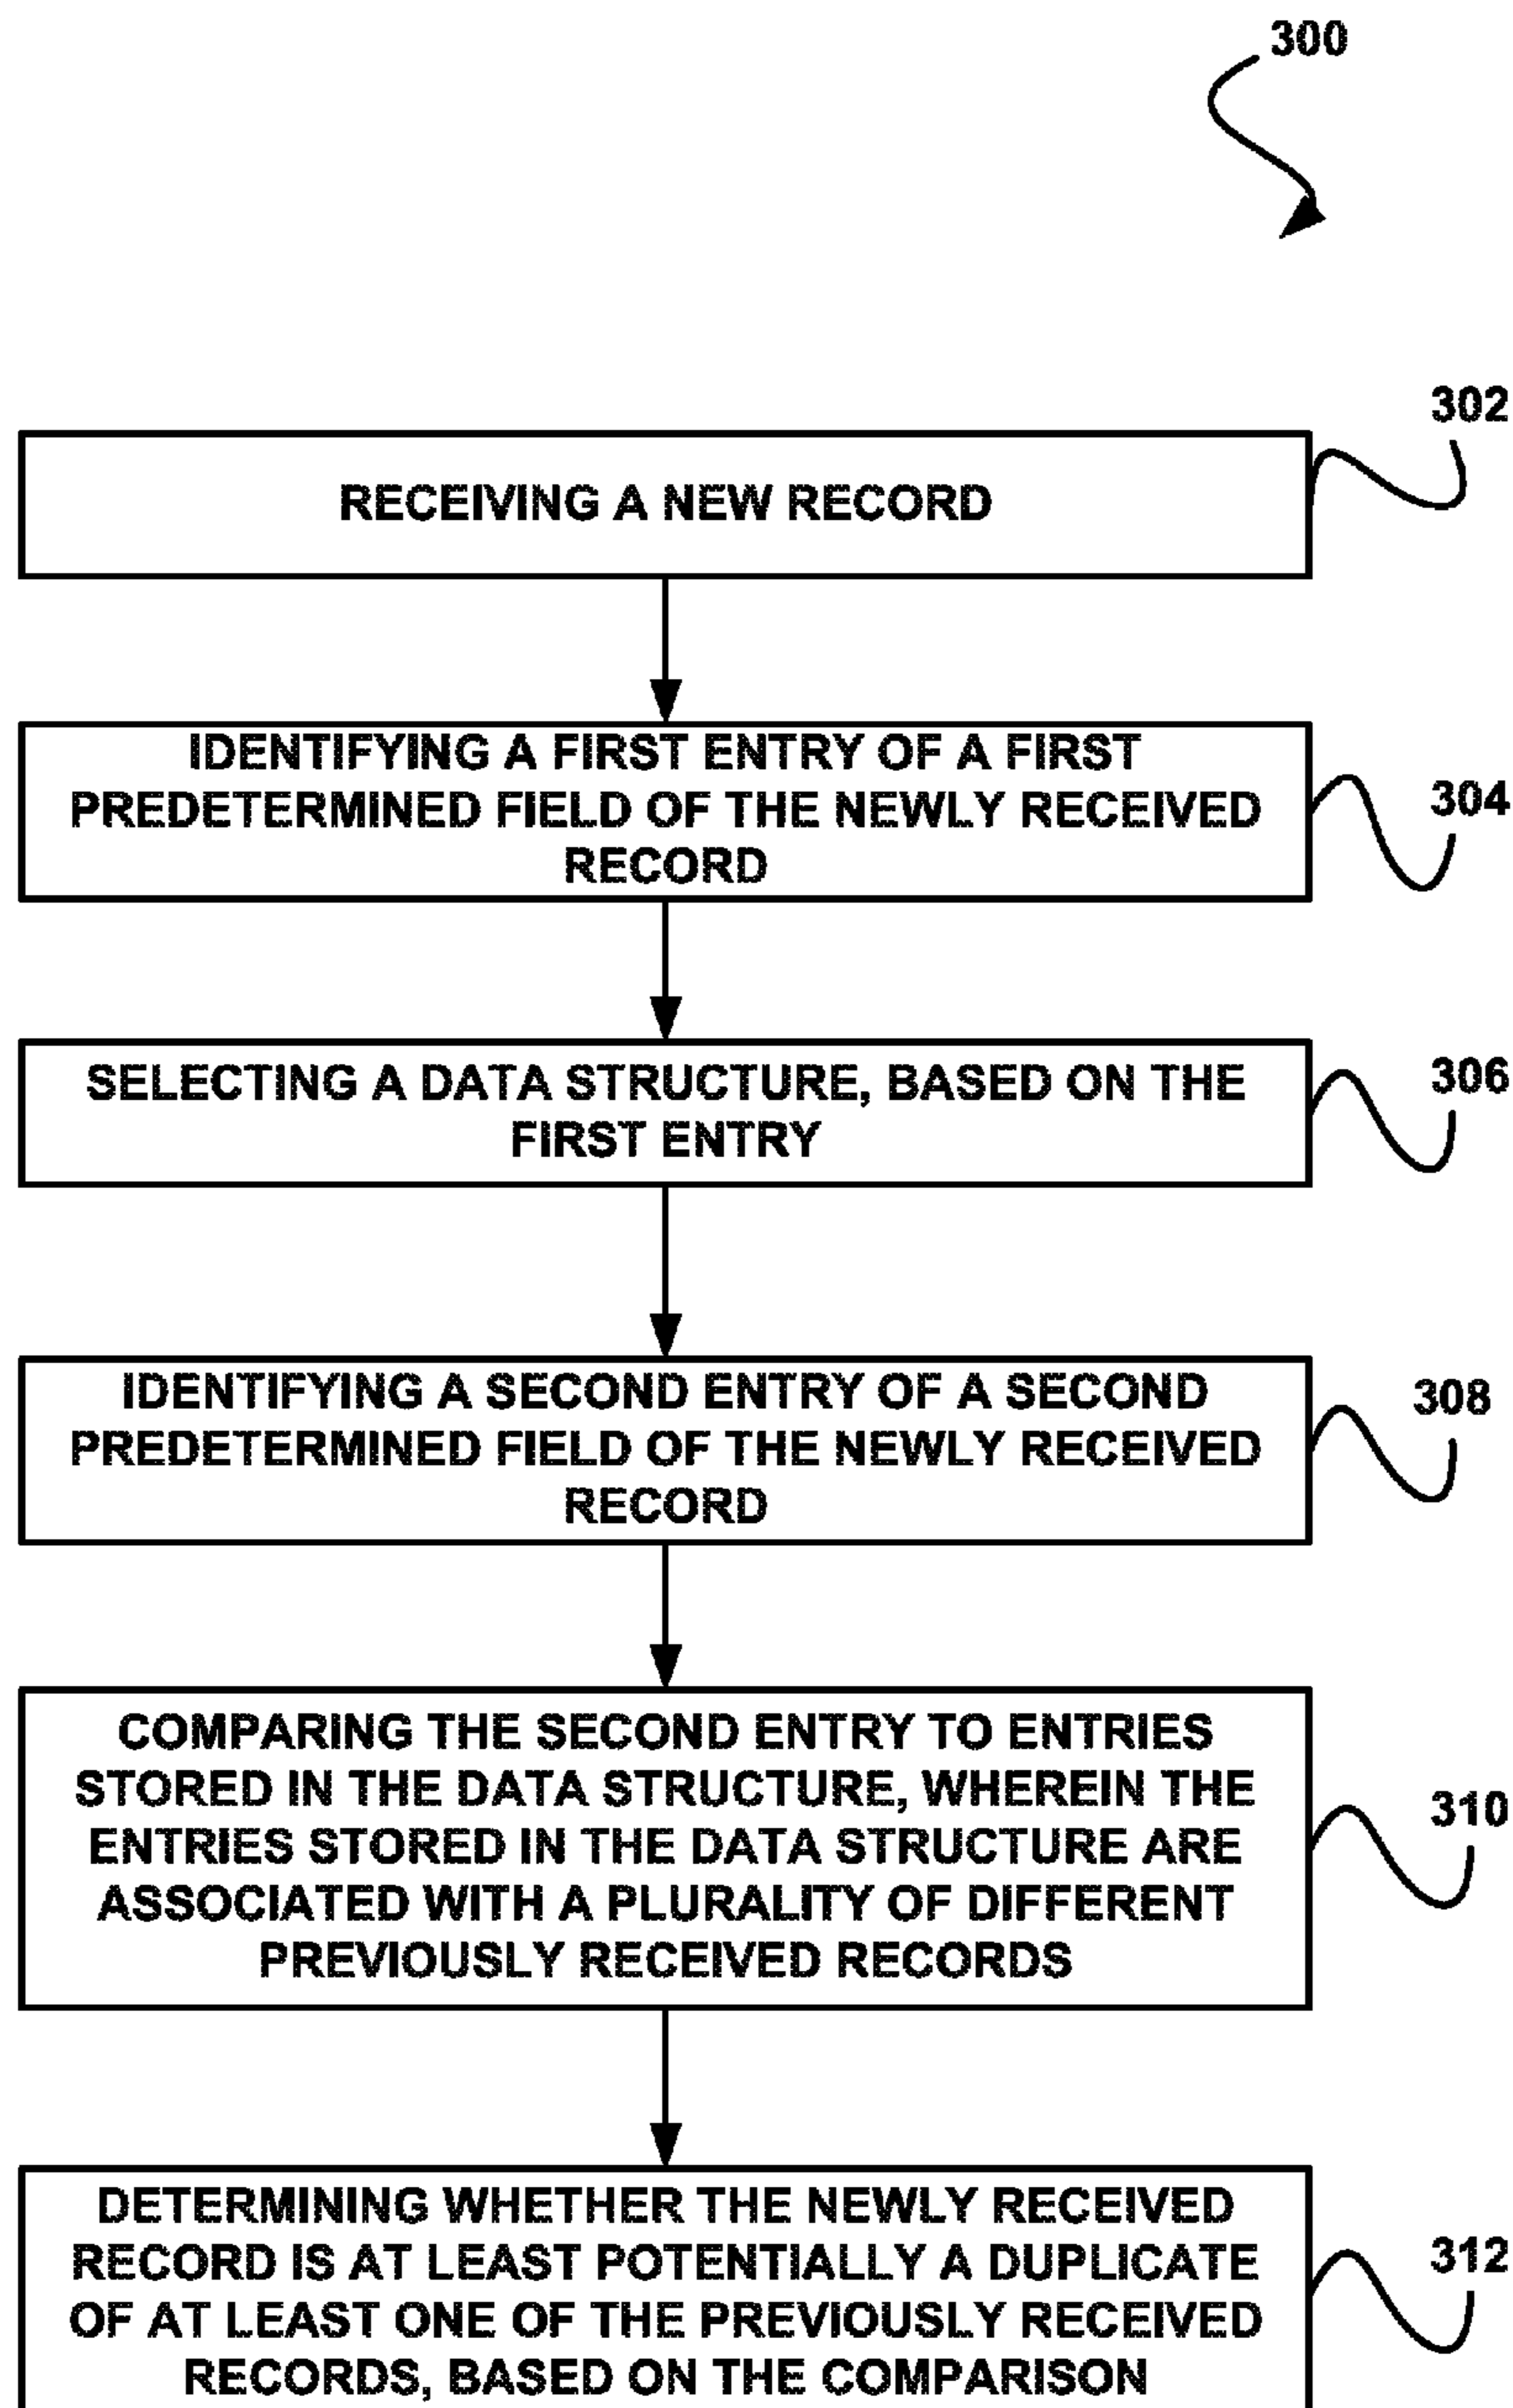 300
302
RECEIVING A NEW RECORD
IDENTIFYING A FIRST ENTRY OF A FIRST
PREDETERMINED FIELD OF THE NEWLY RECEIVED
RECORD
304
SELECTING A DATA STRUCTURE, BASED ON THE
FIRST ENTRY
306
IDENTIFYING A SECOND ENTRY OF A SECOND
PREDETERMINED FIELD OF THE NEWLY RECEIVED
RECORD
308
COMPARING THE SECOND ENTRY TO ENTRIES
STORED IN THE DATA STRUCTURE, WHEREIN THE
ENTRIES STORED IN THE DATA STRUCTURE ARE
ASSOCIATED WITH A PLURALITY OF DIFFERENT
PREVIOUSLY RECEIVED RECORDS
310
DETERMINING WHETHER THE NEWLY RECEIVED
RECORD IS AT LEAST POTENTIALLY A DUPLICATE
OF AT LEAST ONE OF THE PREVIOUSLY RECEIVED
RECORDS, BASED ON THE COMPARISON
312